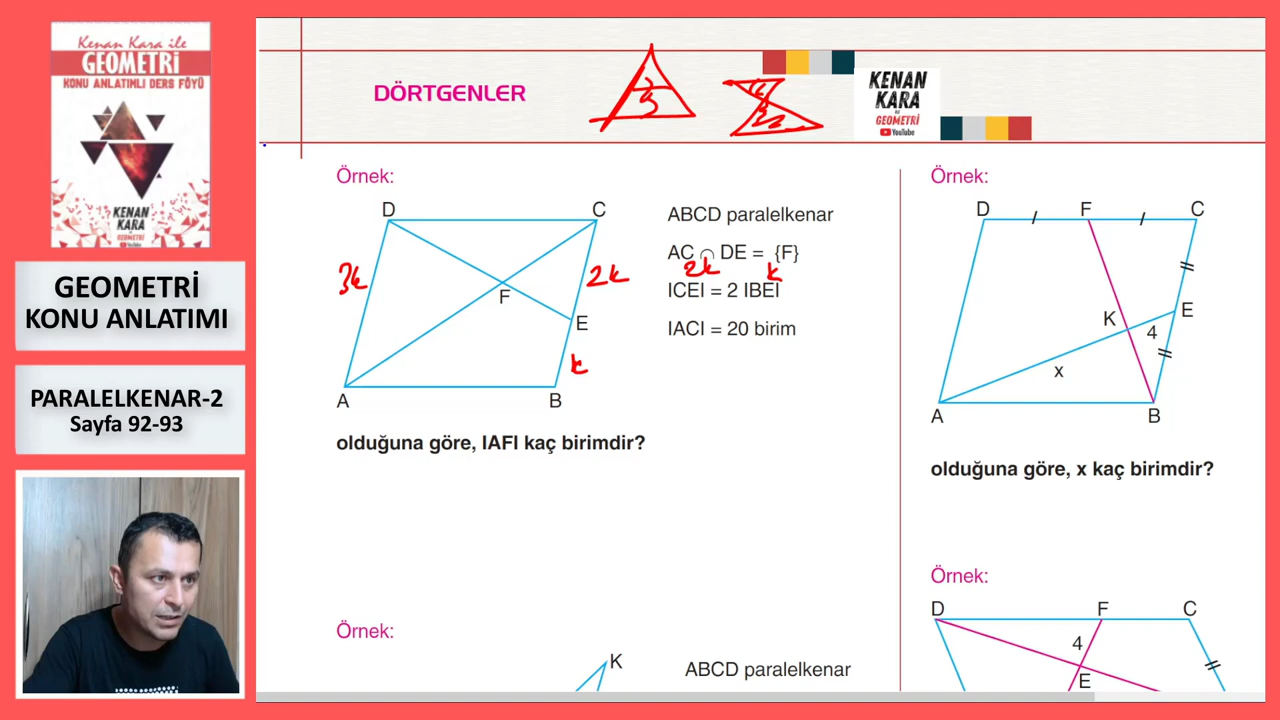 Kenan Kara ile
GEOMETRİ
KONU ANLATIMLI DERS FÖYÜ
KENAN
KARA
ile
GEOMETRİ
GEOMETRİ
KONU ANLATIMI
PARALELKENAR-2
Sayfa 92-93
DÖRTGENLER
KENAN
KARA
ile
GEOMETRİ
YouTube
Örnek:
D
C
3k
2k
F
E
k
A
B
ABCD paralelkenar
AC ∩ DE = {F}
2k
k
ICEI = 2 IBEI
IACI = 20 birim
olduğuna göre, IAFI kaç birimdir?
Örnek:
K
ABCD paralelkenar
Örnek:
D
F
C
E
K
4
x
A
B
olduğuna göre, x kaç birimdir?
Örnek:
D
F
C
4
E